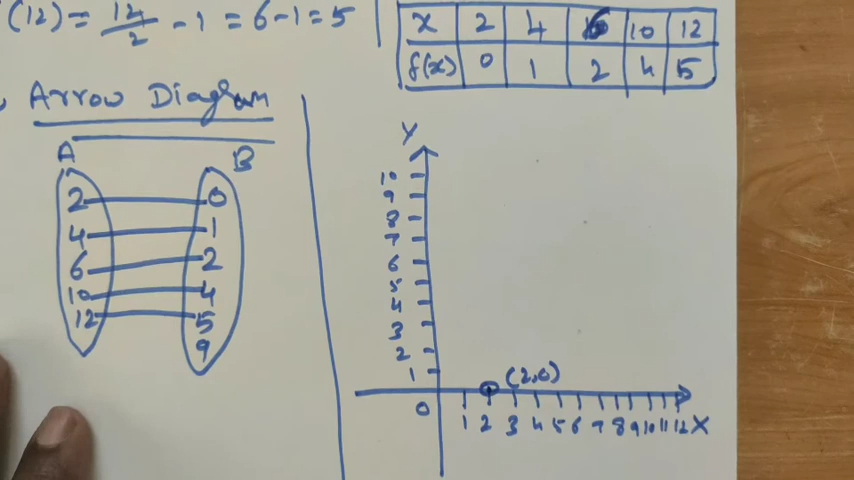 (12) = 12/2 - 1 = 6-1 = 5
x 2 4 6 10 12
f(x) 0 1 2 4 5
Arrow Diagram
A B
2 0
4 1
6 2
10 4
12 5
9
Y
10
9
8
7
6
5
4
3
2
1
(2,0)
0 1 2 3 4 5 6 7 8 9 10 11 12 X